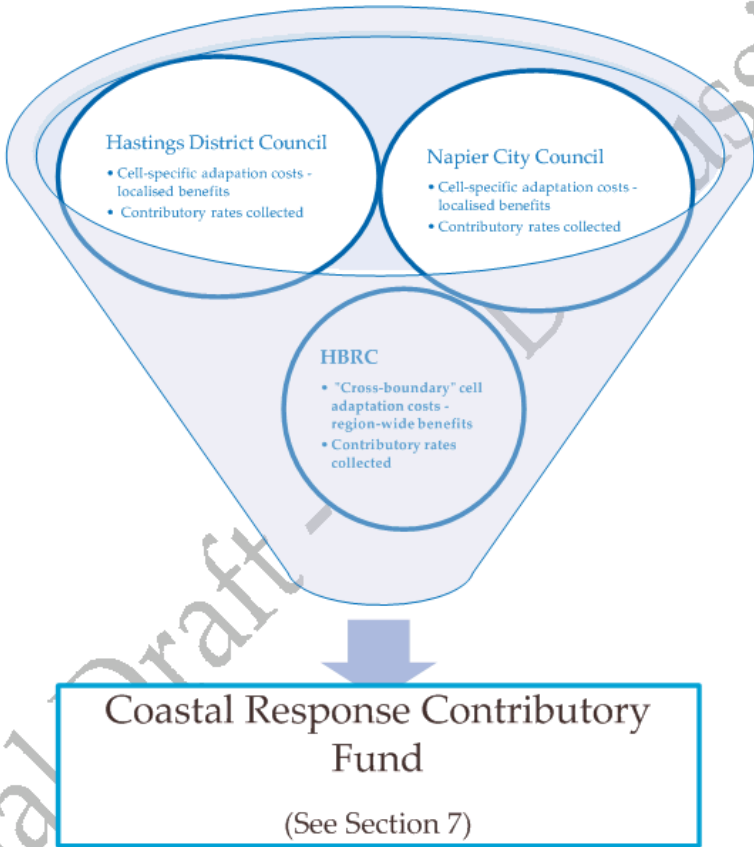 Hastings District Council
• Cell-specific adapation costs -
localised benefits
• Contributory rates collected
Napier City Council
• Cell-specific adaptation costs -
localised benefits
• Contributory rates collected
HBRC
• "Cross-boundary" cell
adaptation costs -
region-wide benefits
• Contributory rates
collected
Coastal Response Contributory
Fund
(See Section 7)
Draft -